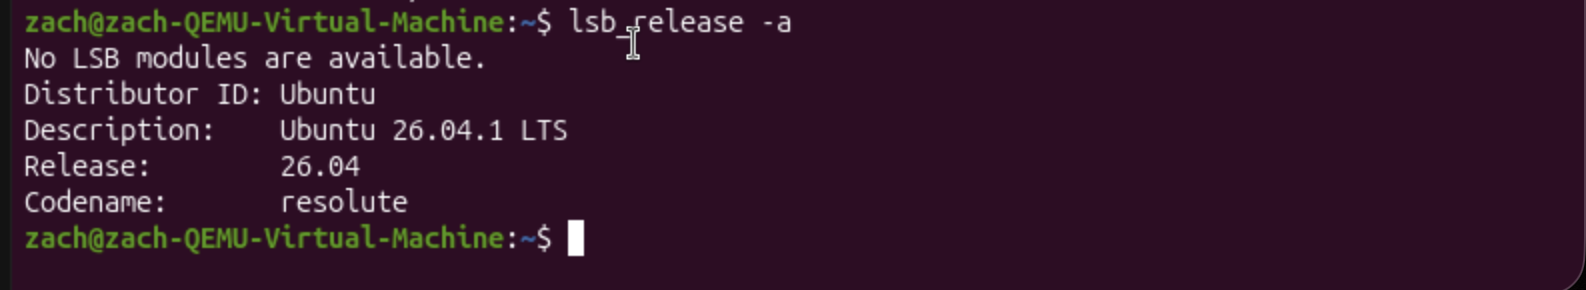 zach@zach-QEMU-Virtual-Machine:~$ lsb_release -a
No LSB modules are available.
Distributor ID: Ubuntu
Description:    Ubuntu 26.04.1 LTS
Release:        26.04
Codename:       resolute
zach@zach-QEMU-Virtual-Machine:~$